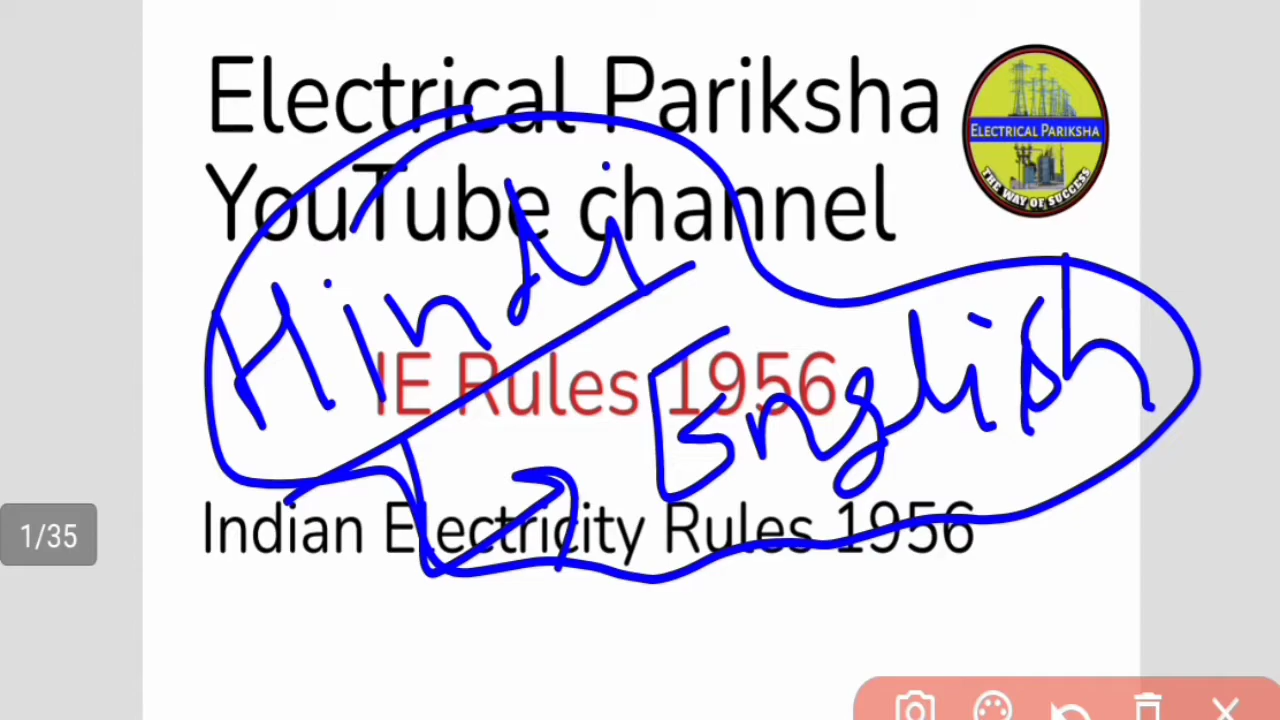 Electrical Pariksha
YouTube channel
ELECTRICAL PARIKSHA
THE WAY OF SUCCESS
Hindi
IE Rules 1956
English
Indian Electricity Rules 1956
1/35